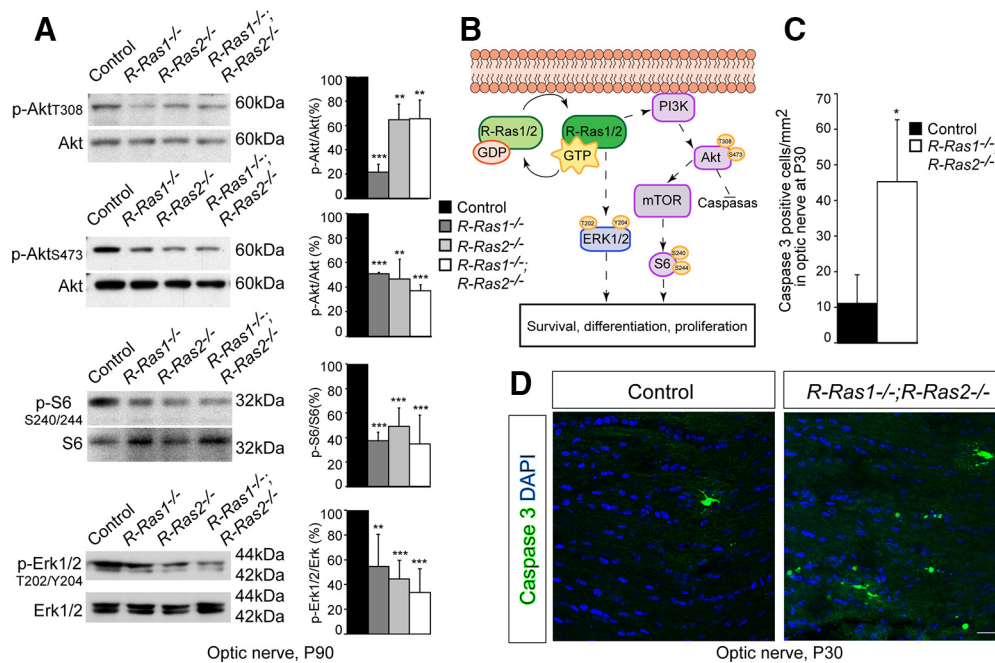 A
Control
R-Ras1-/-
R-Ras2-/-
R-Ras1-/-;
R-Ras2-/-
p-AktT308
60kDa
Akt
60kDa
Control
R-Ras1-/-
R-Ras2-/-
R-Ras1-/-;
R-Ras2-/-
p-AktS473
60kDa
Akt
60kDa
Control
R-Ras1-/-
R-Ras2-/-
R-Ras1-/-;
R-Ras2-/-
p-S6
S240/244
32kDa
S6
32kDa
Control
R-Ras1-/-
R-Ras2-/-
R-Ras1-/-;
R-Ras2-/-
p-Erk1/2
T202/Y204
44kDa
42kDa
Erk1/2
44kDa
42kDa
p-Akt/Akt(%)
100
80
60
40
20
0
***
**
**
p-Akt/Akt (%)
100
80
60
40
20
0
***
**
***
p-S6/S6(%)
100
80
60
40
20
0
***
***
***
p-Erk1/2/Erk (%)
100
80
60
40
20
0
**
***
***
Control
R-Ras1-/-
R-Ras2-/-
R-Ras1-/-;
R-Ras2-/-
Optic nerve, P90
B
R-Ras1/2
GDP
R-Ras1/2
GTP
PI3K
T308
Akt
S473
Caspasas
mTOR
T202
Y204
ERK1/2
S6
S240
S244
Survival, differentiation, proliferation
C
Caspase 3 positive cells/mm2
in optic nerve at P30
70
60
50
40
30
20
10
0
*
Control
R-Ras1-/-;
R-Ras2-/-
D
Control
R-Ras1-/-;R-Ras2-/-
Caspase 3 DAPI
Optic nerve, P30